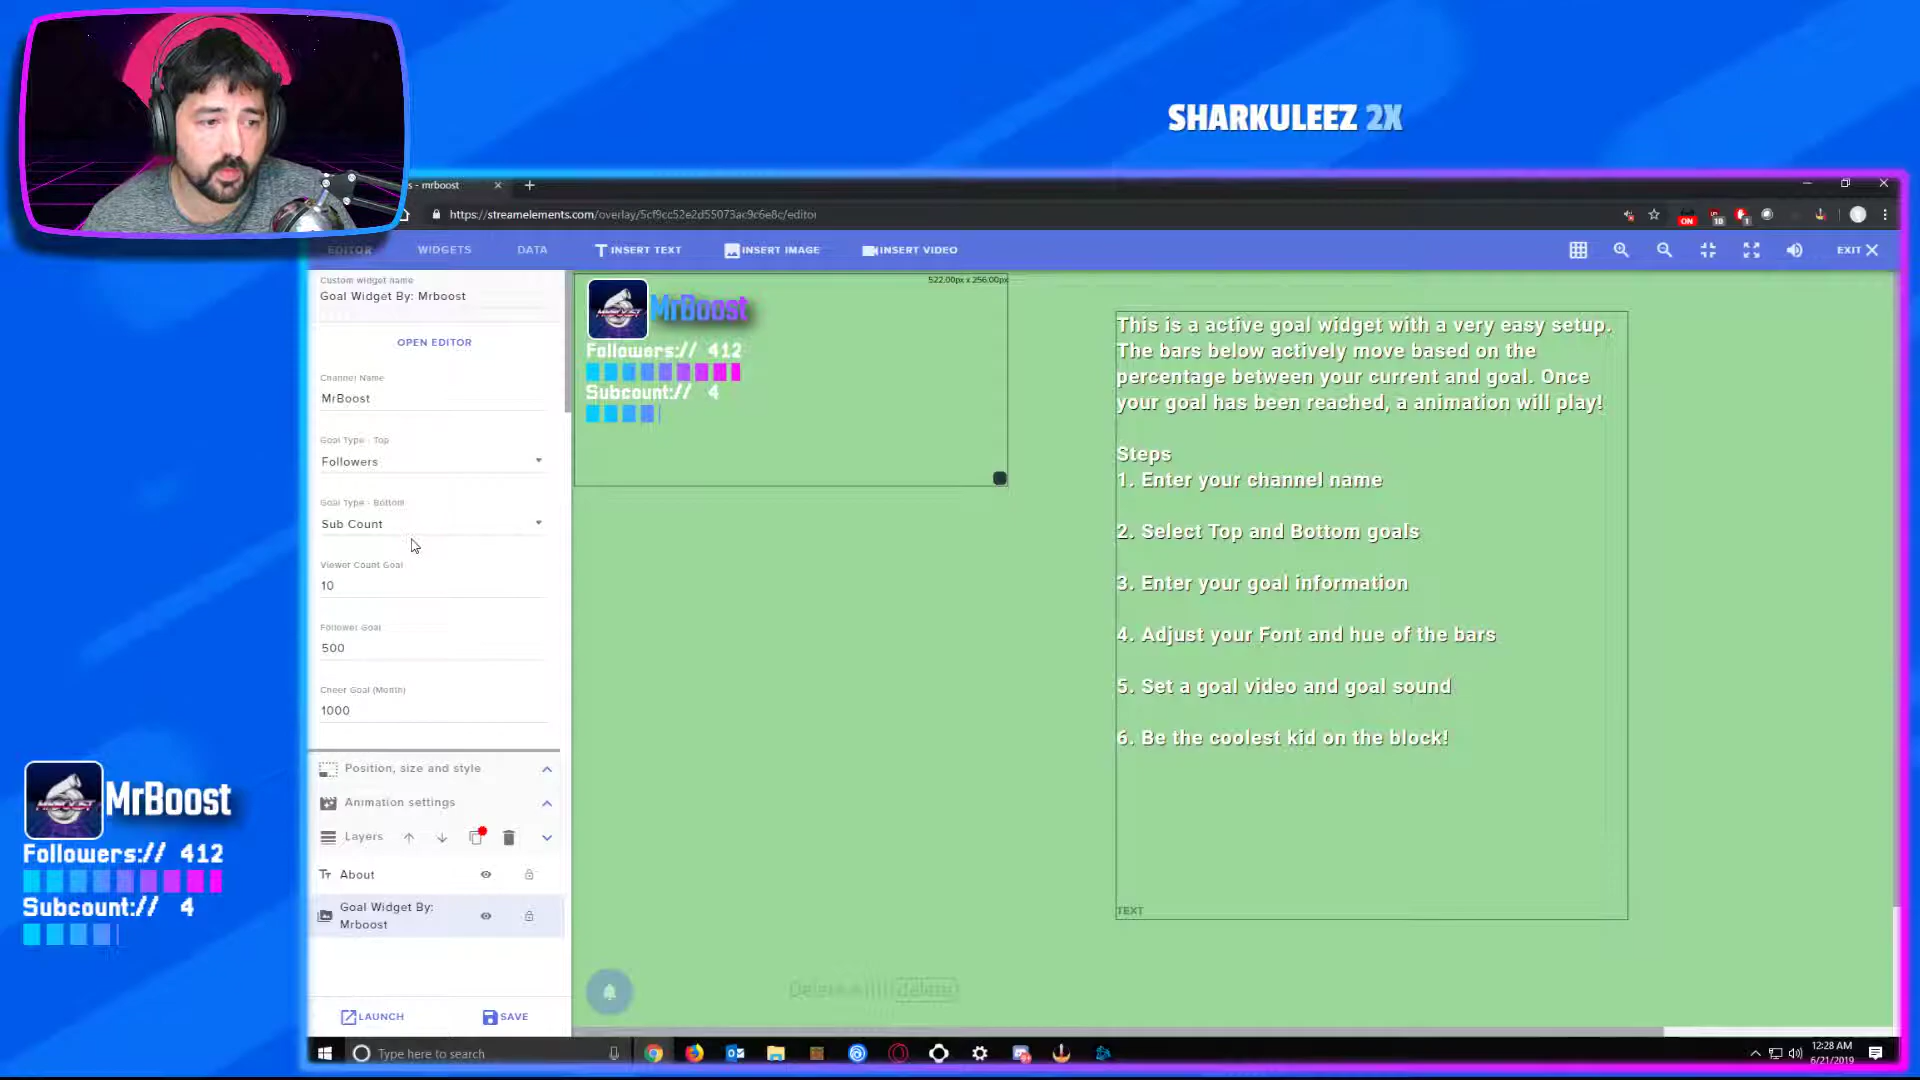 SHARKULEEZ 2X
s - mrboost
https://streamelements.com/overlay/5cf9cc52e2d55073ac9c6e8c/editor
ON
10
1
EDITOR
WIDGETS
DATA
INSERT TEXT
INSERT IMAGE
INSERT VIDEO
EXIT
Custom widget name
Goal Widget By: Mrboost
OPEN EDITOR
Channel Name
MrBoost
Goal Type - Top
Followers
Goal Type - Bottom
Sub Count
Viewer Count Goal
10
Follower Goal
500
Cheer Goal (Month)
1000
Position, size and style
Animation settings
Layers
About
Goal Widget By:
Mrboost
LAUNCH
SAVE
522.00px x 256.00px
MRBOOST
MrBoost
Followers:// 412
Subcount:// 4
This is a active goal widget with a very easy setup.
The bars below actively move based on the
percentage between your current and goal. Once
your goal has been reached, a animation will play!
Steps
1. Enter your channel name
2. Select Top and Bottom goals
3. Enter your goal information
4. Adjust your Font and hue of the bars
5. Set a goal video and goal sound
6. Be the coolest kid on the block!
TEXT
MRBOOST
MrBoost
Followers:// 412
Subcount:// 4
Type here to search
12:28 AM
6/21/2019